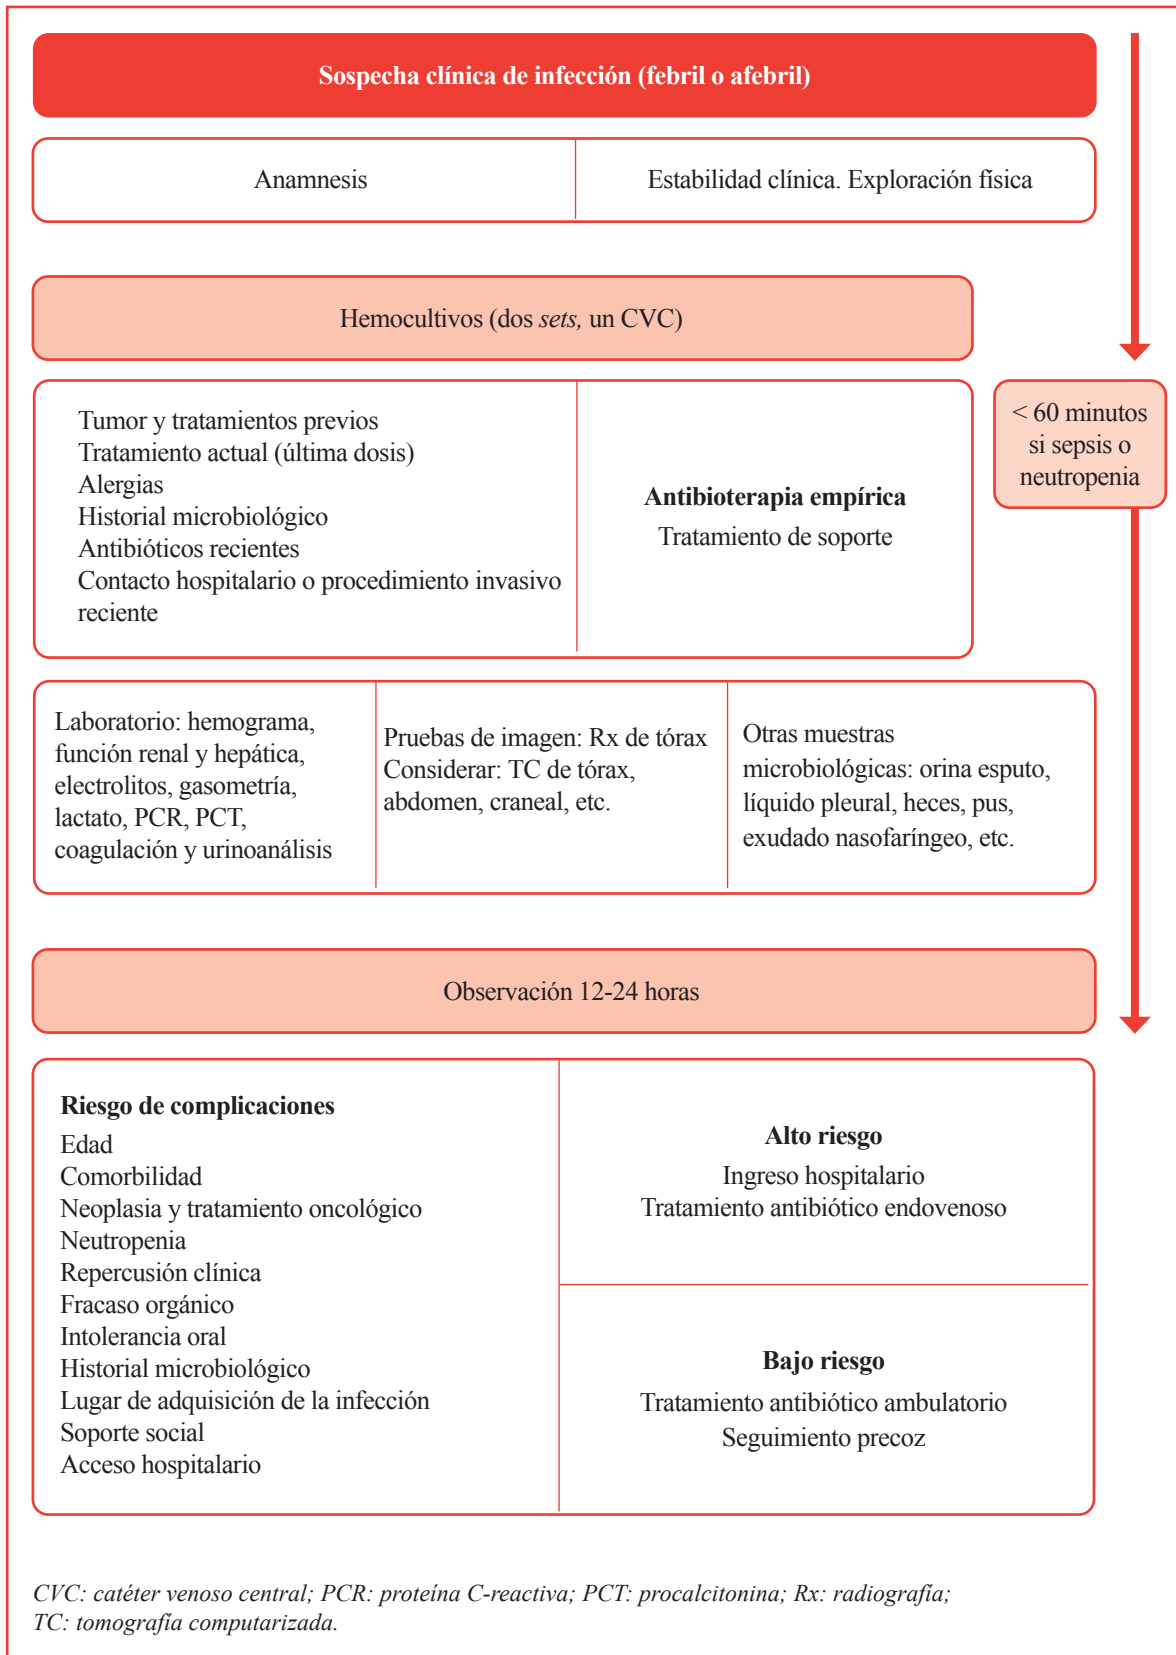 Sospecha clínica de infección (febril o afebril)
Anamnesis
Estabilidad clínica. Exploración física
Hemocultivos (dos sets, un CVC)
Tumor y tratamientos previos
Tratamiento actual (última dosis)
Alergias
Historial microbiológico
Antibióticos recientes
Contacto hospitalario o procedimiento invasivo
reciente
Antibioterapia empírica
Tratamiento de soporte
< 60 minutos
si sepsis o
neutropenia
Laboratorio: hemograma,
función renal y hepática,
electrolitos, gasometría,
lactato, PCR, PCT,
coagulación y urinoanálisis
Pruebas de imagen: Rx de tórax
Considerar: TC de tórax,
abdomen, craneal, etc.
Otras muestras
microbiológicas: orina esputo,
líquido pleural, heces, pus,
exudado nasofaríngeo, etc.
Observación 12-24 horas
Riesgo de complicaciones
Edad
Comorbilidad
Neoplasia y tratamiento oncológico
Neutropenia
Repercusión clínica
Fracaso orgánico
Intolerancia oral
Historial microbiológico
Lugar de adquisición de la infección
Soporte social
Acceso hospitalario
Alto riesgo
Ingreso hospitalario
Tratamiento antibiótico endovenoso
Bajo riesgo
Tratamiento antibiótico ambulatorio
Seguimiento precoz
CVC: catéter venoso central; PCR: proteína C-reactiva; PCT: procalcitonina; Rx: radiografía;
TC: tomografía computarizada.